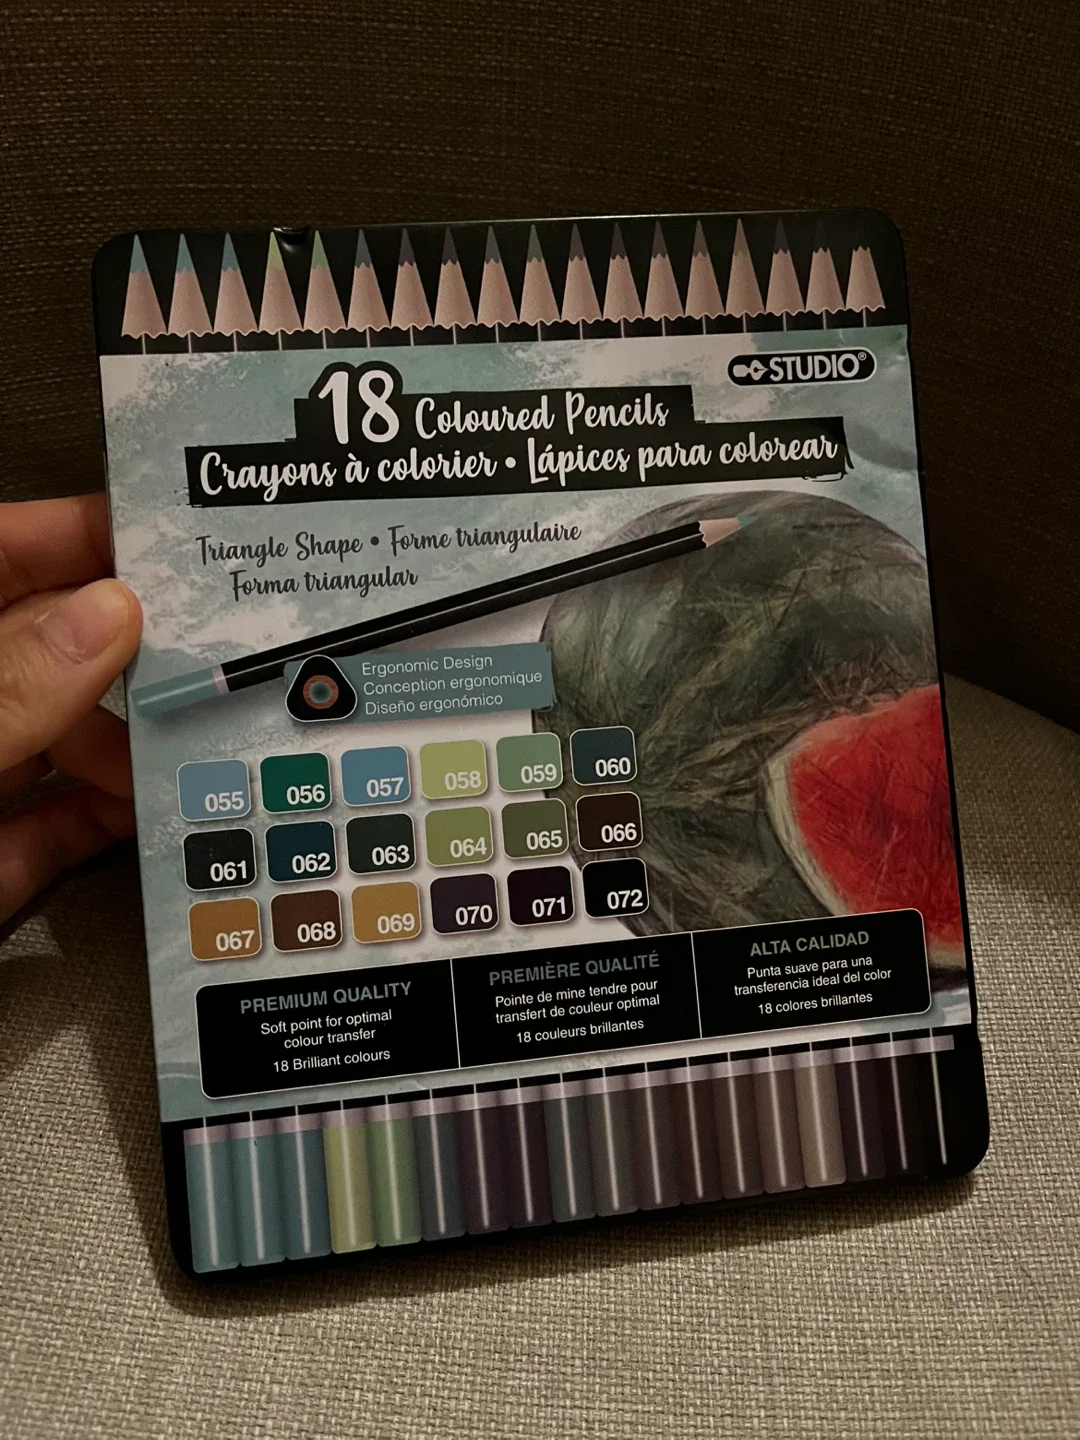 STUDIO®
18 Coloured Pencils
Crayons à colorier • Lápices para colorear
Triangle Shape • Forme triangulaire
Forma triangular
Ergonomic Design
Conception ergonomique
Diseño ergonómico
055 056 057 058 059 060
061 062 063 064 065 066
067 068 069 070 071 072
PREMIUM QUALITY
Soft point for optimal
colour transfer
18 Brilliant colours
PREMIÈRE QUALITÉ
Pointe de mine tendre pour
transfert de couleur optimal
18 couleurs brillantes
ALTA CALIDAD
Punta suave para una
transferencia ideal del color
18 colores brillantes